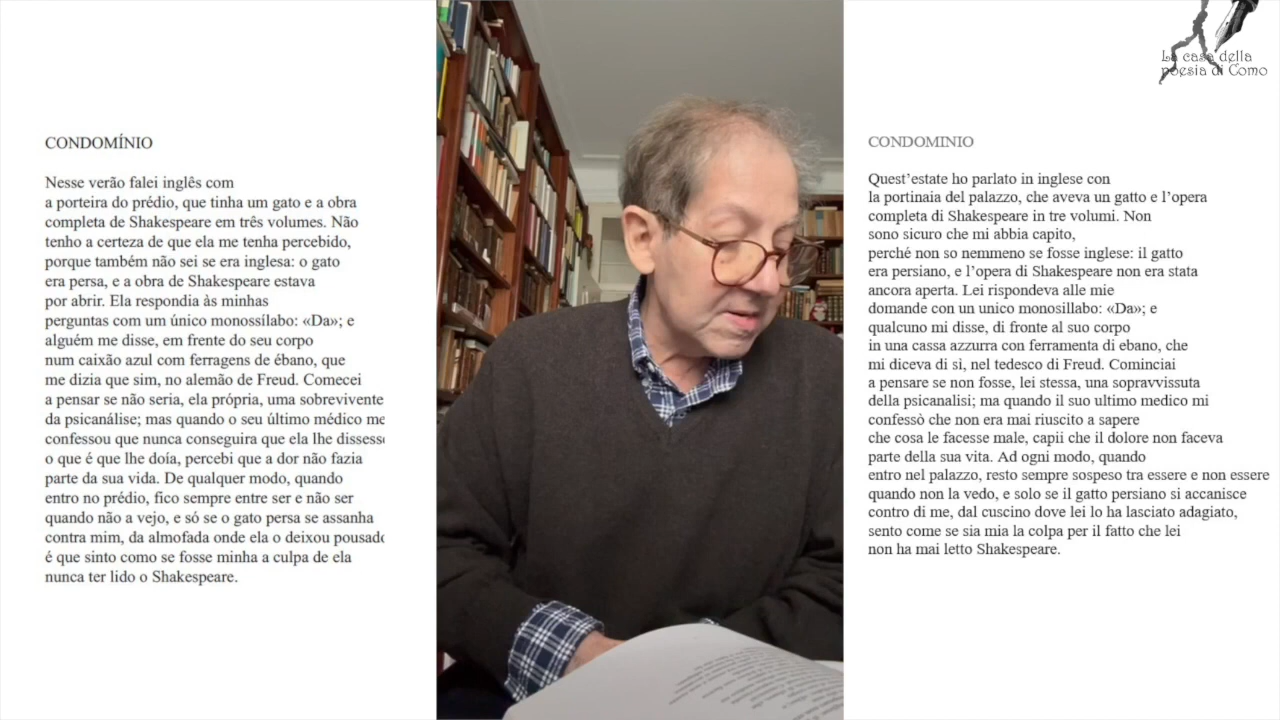 CONDOMÍNIO
Nesse verão falei inglês com
a porteira do prédio, que tinha um gato e a obra
completa de Shakespeare em três volumes. Não
tenho a certeza de que ela me tenha percebido,
porque também não sei se era inglesa: o gato
era persa, e a obra de Shakespeare estava
por abrir. Ela respondia às minhas
perguntas com um único monossílabo: «Da»; e
alguém me disse, em frente do seu corpo
num caixão azul com ferragens de ébano, que
me dizia que sim, no alemão de Freud. Comecei
a pensar se não seria, ela própria, uma sobrevivente
da psicanálise; mas quando o seu último médico me
confessou que nunca conseguira que ela lhe
o que é que lhe doía, percebi que a dor não fazia
parte da sua vida. De qualquer modo, quando
entro no prédio, fico sempre entre ser e não ser
quando não a vejo, e só se o gato persa se assanha
contra mim, da almofada onde ela o deixou
é que sinto como se fosse minha a culpa de ela
nunca ter lido o Shakespeare.
La casa della
poesia di Como
CONDOMINIO
Quest'estate ho parlato in inglese con
la portinaia del palazzo, che aveva un gatto e l'opera
completa di Shakespeare in tre volumi. Non
sono sicuro che mi abbia capito,
perché non so nemmeno se fosse inglese: il gatto
era persiano, e l'opera di Shakespeare non era stata
ancora aperta. Lei rispondeva alle mie
domande con un unico monosillabo: «Da»; e
qualcuno mi disse, di fronte al suo corpo
in una cassa azzurra con ferramenta di ebano, che
mi diceva di sì, nel tedesco di Freud. Cominciai
a pensare se non fosse, lei stessa, una sopravvissuta
della psicanalisi; ma quando il suo ultimo medico mi
confessò che non era mai riuscito a sapere
che cosa le facesse male, capii che il dolore non faceva
parte della sua vita. Ad ogni modo, quando
entro nel palazzo, resto sempre sospeso tra essere e non essere
quando non la vedo, e solo se il gatto persiano si accanisce
contro di me, dal cuscino dove lei lo ha lasciato adagiato,
sento come se sia mia la colpa per il fatto che lei
non ha mai letto Shakespeare.